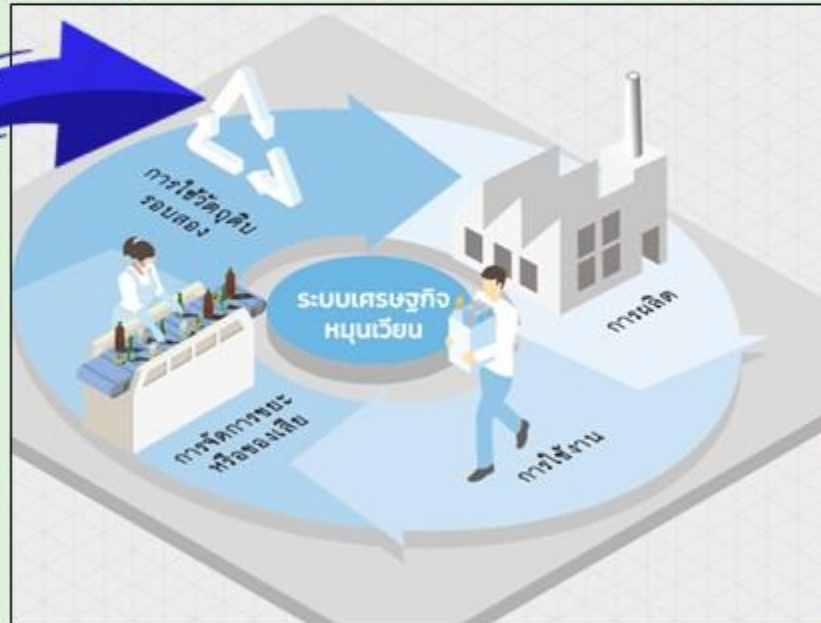 การใช้วัตถุดิบ
รอบสอง
ระบบเศรษฐกิจ
หมุนเวียน
การผลิต
การจัดการขยะ
หรือของเสีย
การใช้งาน